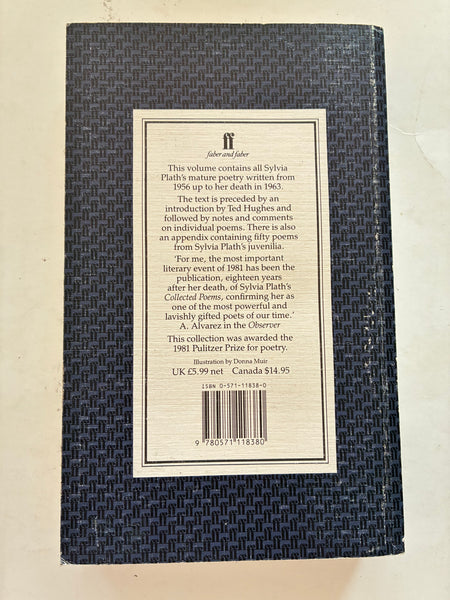 ff
faber and faber
This volume contains all Sylvia
Plath's mature poetry written from
1956 up to her death in 1963.
The text is preceded by an
introduction by Ted Hughes and
followed by notes and comments
on individual poems. There is also
an appendix containing fifty poems
from Sylvia Plath's juvenilia.
'For me, the most important
literary event of 1981 has been the
publication, eighteen years
after her death, of Sylvia Plath's
Collected Poems, confirming her as
one of the most powerful and
lavishly gifted poets of our time.'
A. Alvarez in the Observer
This collection was awarded the
1981 Pulitzer Prize for poetry.
Illustration by Donna Muir
UK £5.99 net Canada $14.95
ISBN 0-571-11838-0
9 780571 118380